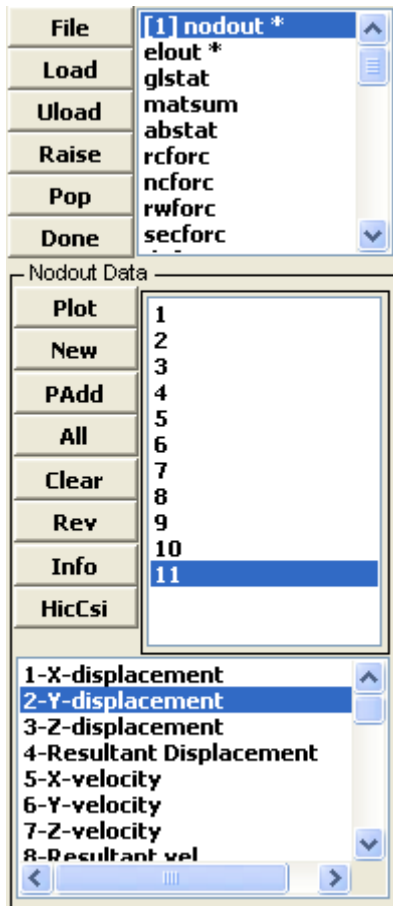 File
Load
Uload
Raise
Pop
Done
[1] nodout *
elout *
glstat
matsum
abstat
rcforc
ncforc
rwforc
secforc
Nodout Data
Plot
New
PAdd
All
Clear
Rev
Info
HicCsi
1
2
3
4
5
6
7
8
9
10
11
1-X-displacement
2-Y-displacement
3-Z-displacement
4-Resultant Displacement
5-X-velocity
6-Y-velocity
7-Z-velocity
8-Resultant vel